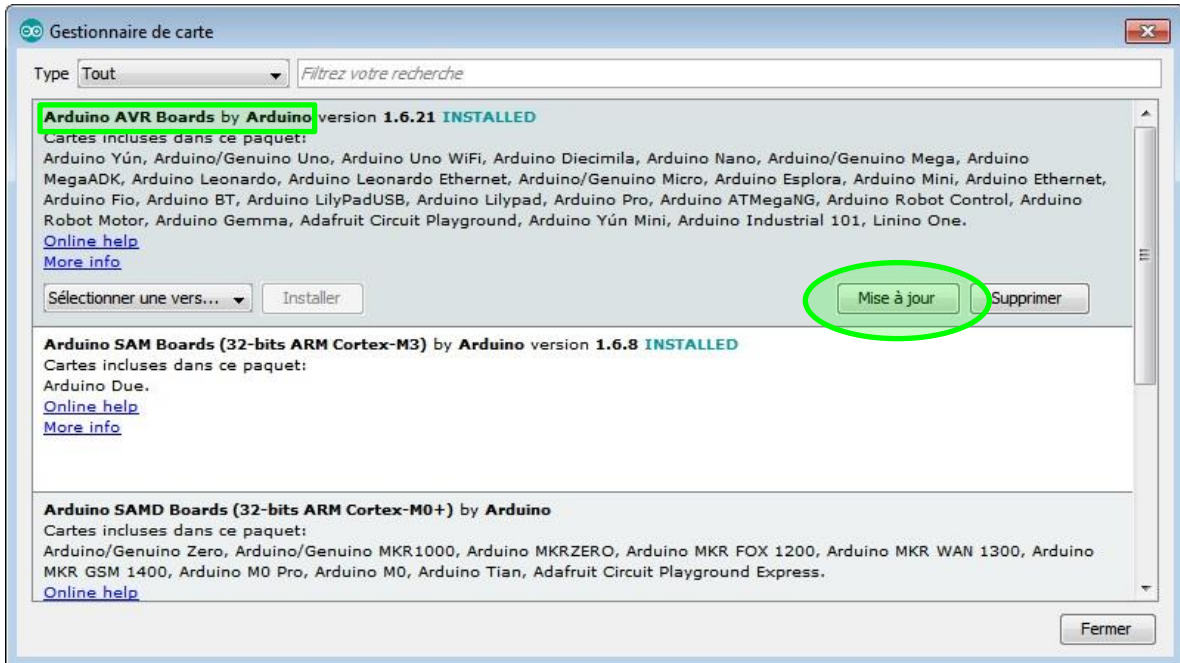 Gestionnaire de carte
Type Tout Filtrez votre recherche
Arduino AVR Boards by Arduino version 1.6.21 INSTALLED
Cartes incluses dans ce paquet:
Arduino Yún, Arduino/Genuino Uno, Arduino Uno WiFi, Arduino Diecimila, Arduino Nano, Arduino/Genuino Mega, Arduino
MegaADK, Arduino Leonardo, Arduino Leonardo Ethernet, Arduino/Genuino Micro, Arduino Esplora, Arduino Mini, Arduino Ethernet,
Arduino Fio, Arduino BT, Arduino LilyPadUSB, Arduino Lilypad, Arduino Pro, Arduino ATMegaNG, Arduino Robot Control, Arduino
Robot Motor, Arduino Gemma, Adafruit Circuit Playground, Arduino Yún Mini, Arduino Industrial 101, Linino One.
Online help
More info
Sélectionner une vers... Installer Mise à jour Supprimer
Arduino SAM Boards (32-bits ARM Cortex-M3) by Arduino version 1.6.8 INSTALLED
Cartes incluses dans ce paquet:
Arduino Due.
Online help
More info
Arduino SAMD Boards (32-bits ARM Cortex-M0+) by Arduino
Cartes incluses dans ce paquet:
Arduino/Genuino Zero, Arduino/Genuino MKR1000, Arduino MKRZERO, Arduino MKR FOX 1200, Arduino MKR WAN 1300, Arduino
MKR GSM 1400, Arduino M0 Pro, Arduino M0, Arduino Tian, Adafruit Circuit Playground Express.
Online help
Fermer